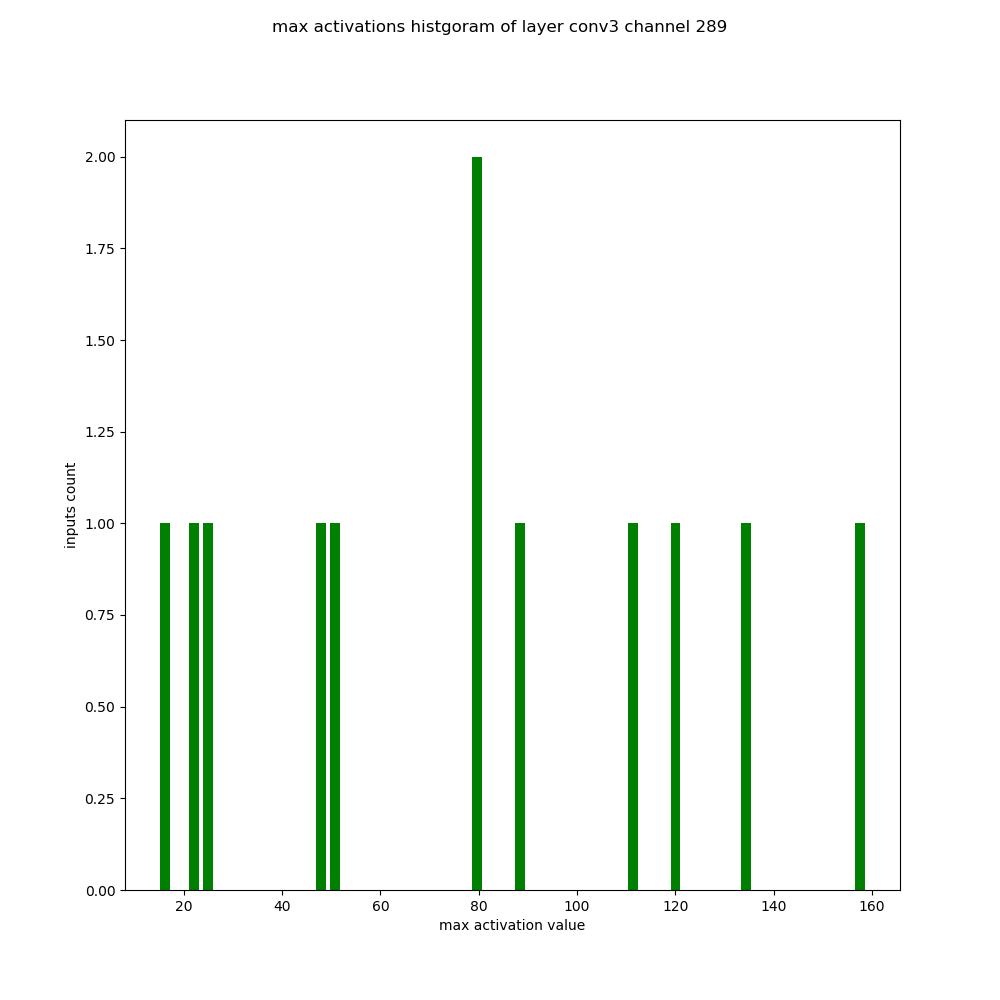 max activations histgoram of layer conv3 channel 289
2.00
1.75
1.50
1.25
1.00
0.75
0.50
0.25
0.00
inputs count
20 40 60 80 100 120 140 160
max activation value